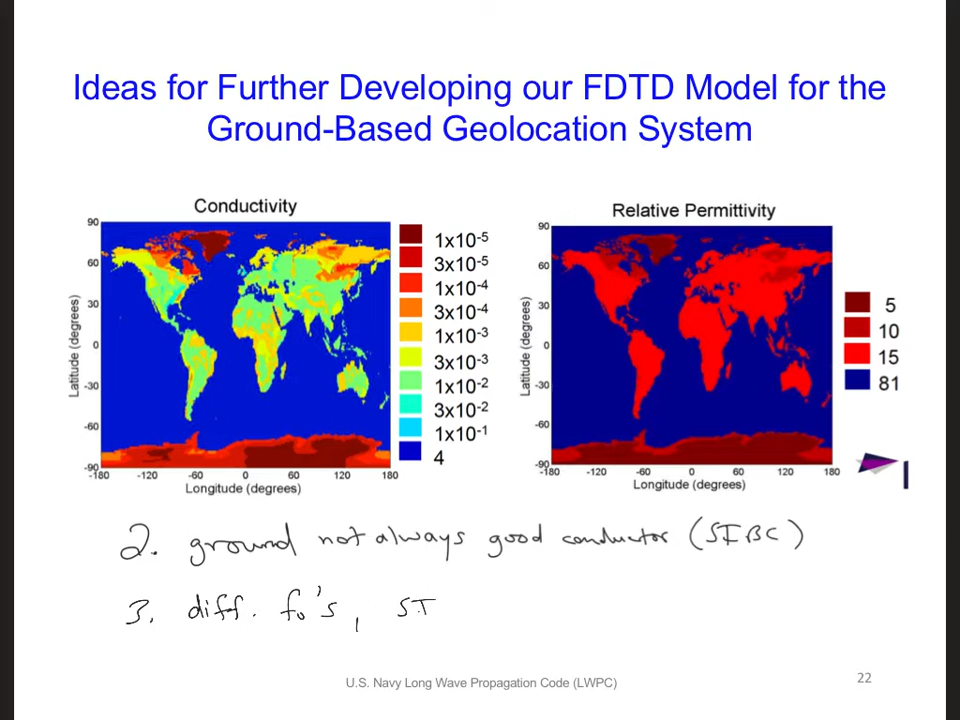 Ideas for Further Developing our FDTD Model for the
Ground-Based Geolocation System
Conductivity
90
60
30
0
-30
-60
-90
Latitude (degrees)
-180 -120 -60 0 60 120 180
Longitude (degrees)
1x10-5
3x10-5
1x10-4
3x10-4
1x10-3
3x10-3
1x10-2
3x10-2
1x10-1
4
Relative Permittivity
90
60
30
0
-30
-60
-90
Latitude (degrees)
-180 -120 -60 0 60 120 180
Longitude (degrees)
5
10
15
81
2. ground not always good conductor (SIBC)
3. diff. fo's, ST
U.S. Navy Long Wave Propagation Code (LWPC)
22